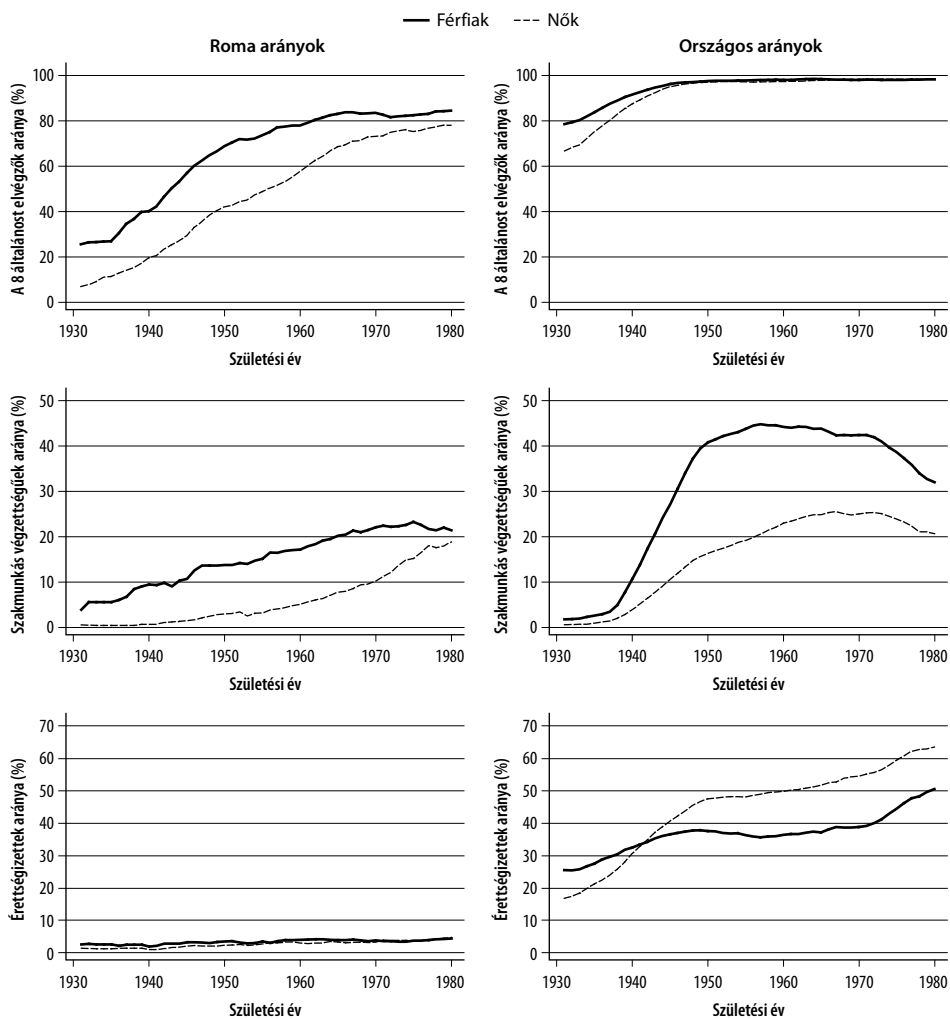 Férfiak Nők
Roma arányok
Országos arányok
A 8 általánost elvégzők aránya (%)
100
80
60
40
20
0
1930 1940 1950 1960 1970 1980
Születési év
A 8 általánost elvégzők aránya (%)
100
80
60
40
20
0
1930 1940 1950 1960 1970 1980
Születési év
Szakmunkás végzettségűek aránya (%)
50
40
30
20
10
0
1930 1940 1950 1960 1970 1980
Születési év
Szakmunkás végzettségűek aránya (%)
50
40
30
20
10
0
1930 1940 1950 1960 1970 1980
Születési év
Érettségizettek aránya (%)
70
60
50
40
30
20
10
0
1930 1940 1950 1960 1970 1980
Születési év
Érettségizettek aránya (%)
70
60
50
40
30
20
10
0
1930 1940 1950 1960 1970 1980
Születési év